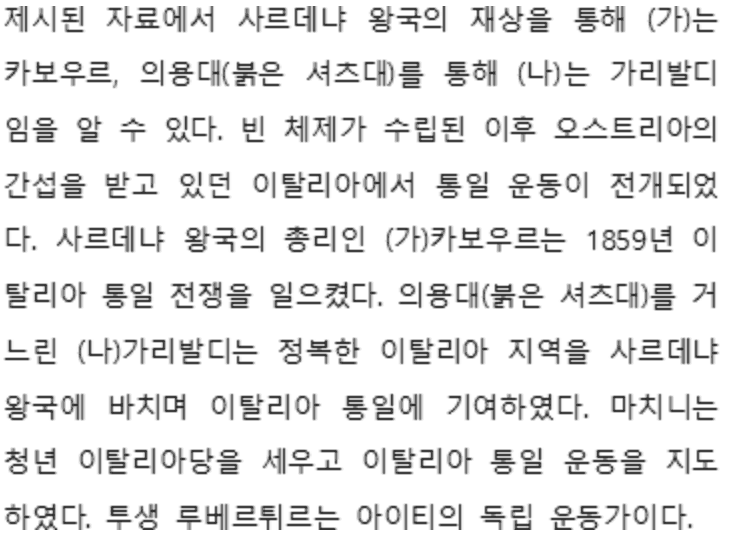 제시된 자료에서 사르데냐 왕국의 재상을 통해 (가)는
카보우르, 의용대(붉은 셔츠대)를 통해 (나)는 가리발디
임을 알 수 있다. 빈 체제가 수립된 이후 오스트리아의
간섭을 받고 있던 이탈리아에서 통일 운동이 전개되었
다. 사르데냐 왕국의 총리인 (가)카보우르는 1859년 이
탈리아 통일 전쟁을 일으켰다. 의용대(붉은 셔츠대)를 거
느린 (나)가리발디는 정복한 이탈리아 지역을 사르데냐
왕국에 바치며 이탈리아 통일에 기여하였다. 마치니는
청년 이탈리아당을 세우고 이탈리아 통일 운동을 지도
하였다. 투생 루베르튀르는 아이티의 독립 운동가이다.